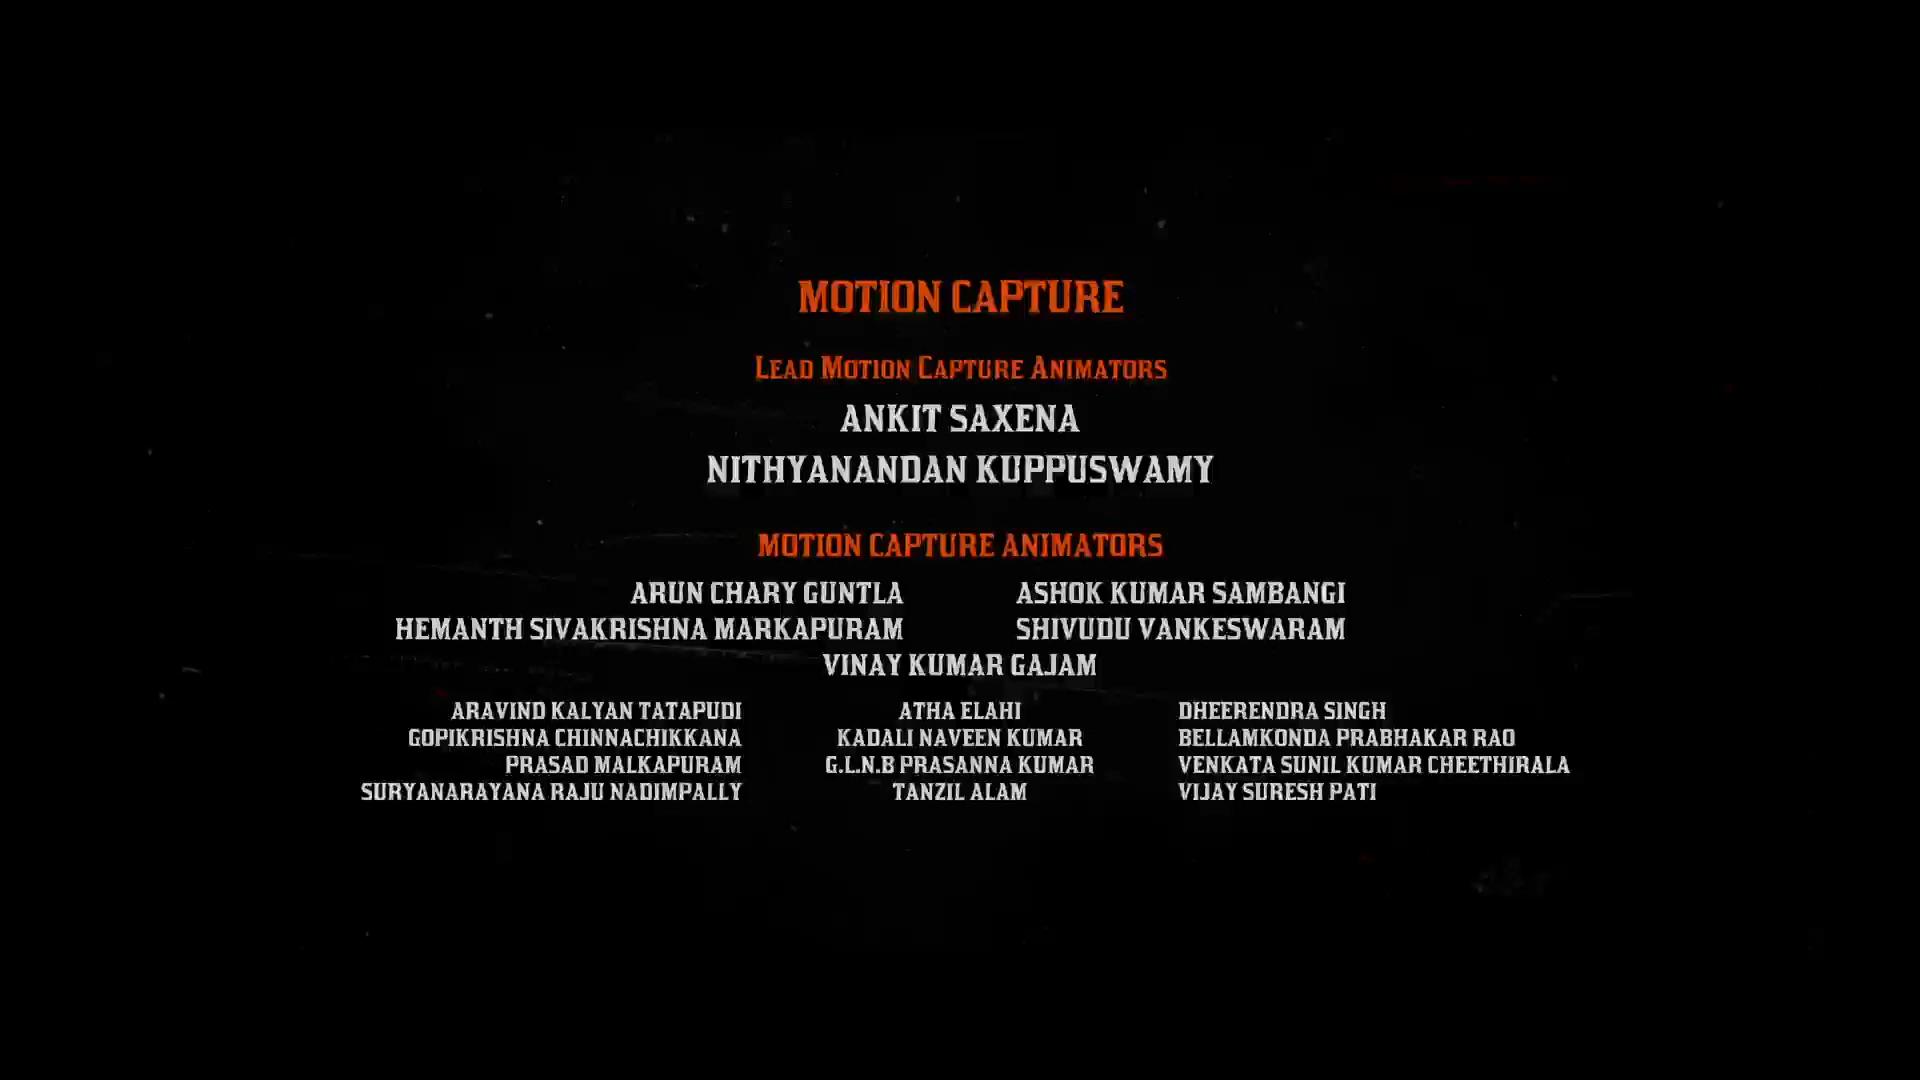 MOTION CAPTURE
LEAD MOTION CAPTURE ANIMATORS
ANKIT SAXENA
NITHYANANDAN KUPPUSWAMY
MOTION CAPTURE ANIMATORS
ARUN CHARY GUNTLA ASHOK KUMAR SAMBANGI
HEMANTH SIVAKRISHNA MARKAPURAM SHIVUDU VANKESWARAM
VINAY KUMAR GAJAM
ARAVIND KALYAN TATAPUDI ATHA ELAHI DHEERENDRA SINGH
GOPIKRISHNA CHINNACHIKKANA KADALI NAVEEN KUMAR BELLAMKONDA PRABHAKAR RAO
PRASAD MALKAPURAM G.L.N.B PRASANNA KUMAR VENKATA SUNIL KUMAR CHEETHIRALA
SURYANARAYANA RAJU NADIMPALLY TANZIL ALAM VIJAY SURESH PATI